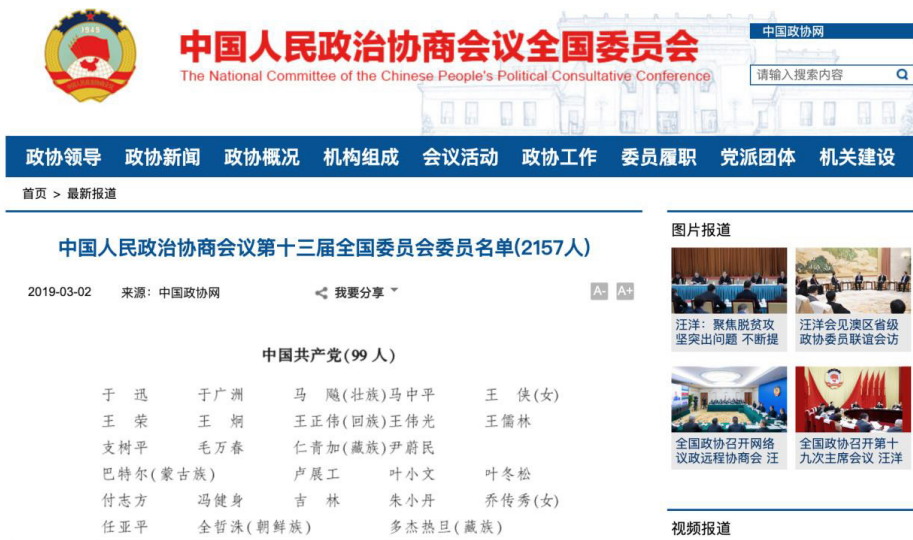 1949
中国人民政治协商会议全国委员会
The National Committee of the Chinese People's Political Consultative Conference
中国政协网
请输入搜索内容
政协领导 政协新闻 政协概况 机构组成 会议活动 政协工作 委员履职 党派团体 机关建设
首页 > 最新报道
中国人民政治协商会议第十三届全国委员会委员名单(2157人)
2019-03-02 来源：中国政协网 我要分享 A- A+
中国共产党(99 人)
于 迅 于广洲 马 飚(壮族) 马中平 王 侠(女)
王 荣 王 炯 王正伟(回族) 王伟光 王儒林
支树平 毛万春 仁青加(藏族) 尹蔚民
巴特尔(蒙古族) 卢展工 叶小文 叶冬松
付志方 冯健身 吉 林 朱小丹 乔传秀(女)
任亚平 全哲洙(朝鲜族) 多杰热旦(藏族)
图片报道
汪洋：聚焦脱贫攻
坚突出问题 不断提
汪洋会见澳区省级
政协委员联谊会访
全国政协召开网络
议政远程协商会 汪
全国政协召开第十
九次主席会议 汪洋
视频报道